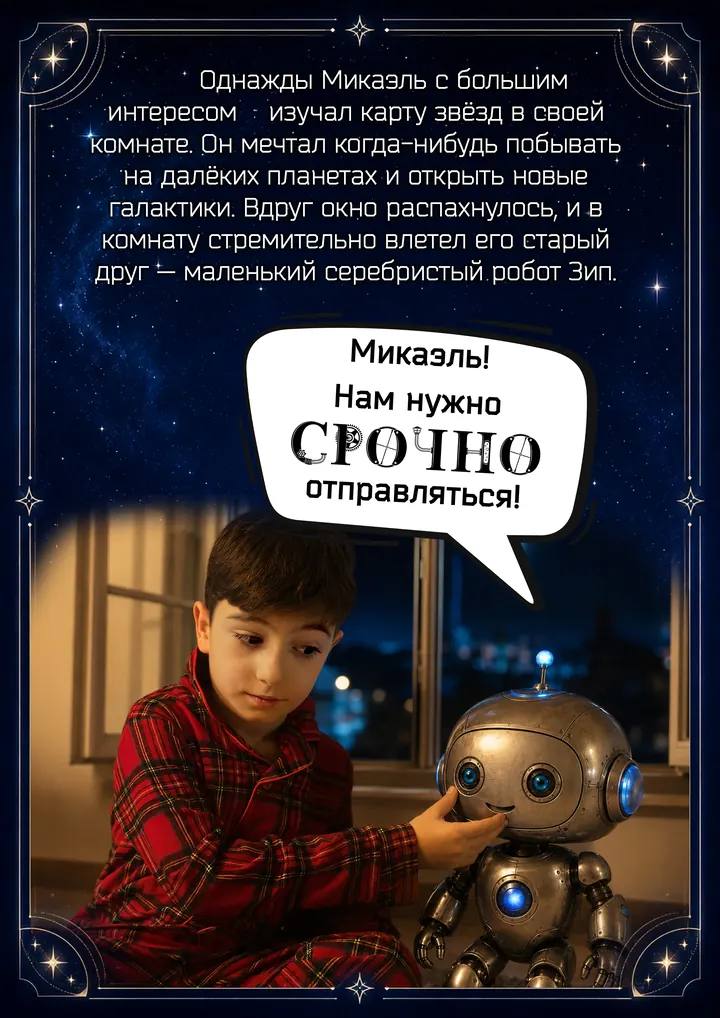 Однажды Микаэль с большим
интересом изучал карту звёзд в своей
комнате. Он мечтал когда-нибудь побывать
на далёких планетах и открыть новые
галактики. Вдруг окно распахнулось, и в
комнату стремительно влетел его старый
друг — маленький серебристый робот Зип.
Микаэль!
Нам нужно
СРОЧНО
отправляться!